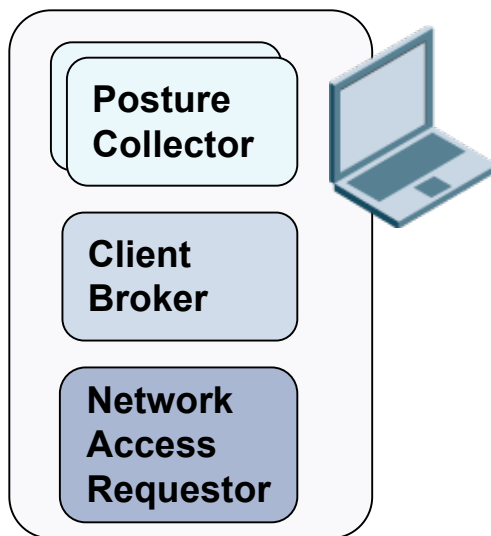 Posture
Collector
Client
Broker
Network
Access
Requestor